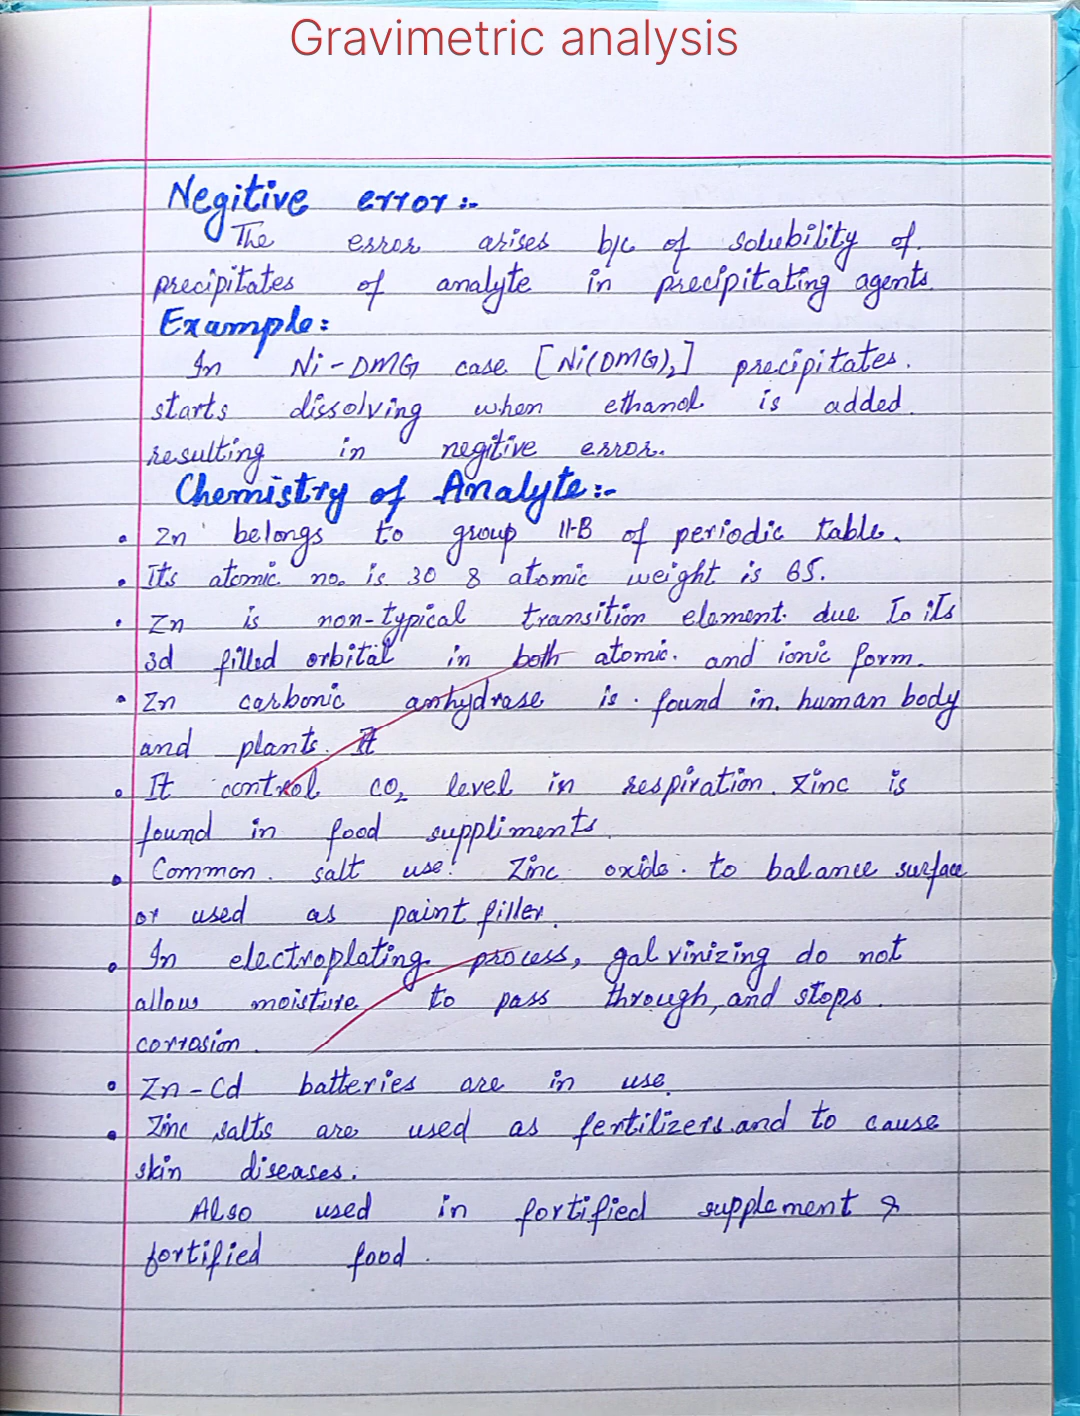 Gravimetric analysis
Negitive error :-
The error arises b/c of solubility of.
precipitates of analyte in precipitating agents.
Example:
In Ni-DMG case [Ni(DMG)₂] precipitates.
starts dissolving when ethanol is added.
resulting in negitive error.
Chemistry of Analyte:-
• Zn belongs to group II-B of periodic table.
• Its atomic no. is 30 & atomic weight is 65.
• Zn is non-typical transition element. due to its
3d filled orbital in both atomic. and ionic form.
• Zn carbonic anhydrase is. found in. human body
and plants. It
• It control CO₂ level in respiration. Zinc is
found in food suppliments.
• Common. salt use! Zinc oxide. to balance surface
or used as paint filler.
• In electroplating. process, galvinizing do not
allow moisture to pass through, and stops.
corrosion.
• Zn-Cd batteries are in use.
• Zinc salts are used as fertilizers.and to cause
skin diseases.
Also used in fortified supplement &
fortified food.